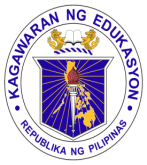 KAGAWARAN NG EDUKASYON
REPUBLIKA NG PILIPINAS